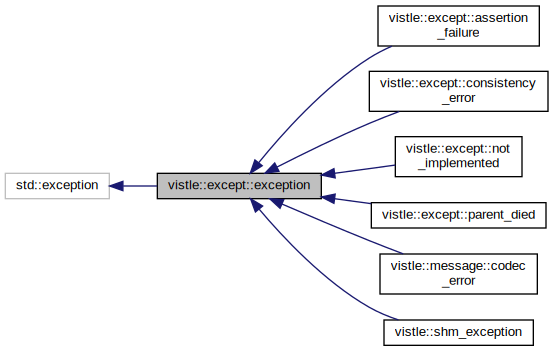 vistle::except::assertion
_failure
vistle::except::consistency
_error
vistle::except::not
_implemented
std::exception
vistle::except::exception
vistle::except::parent_died
vistle::message::codec
_error
vistle::shm_exception